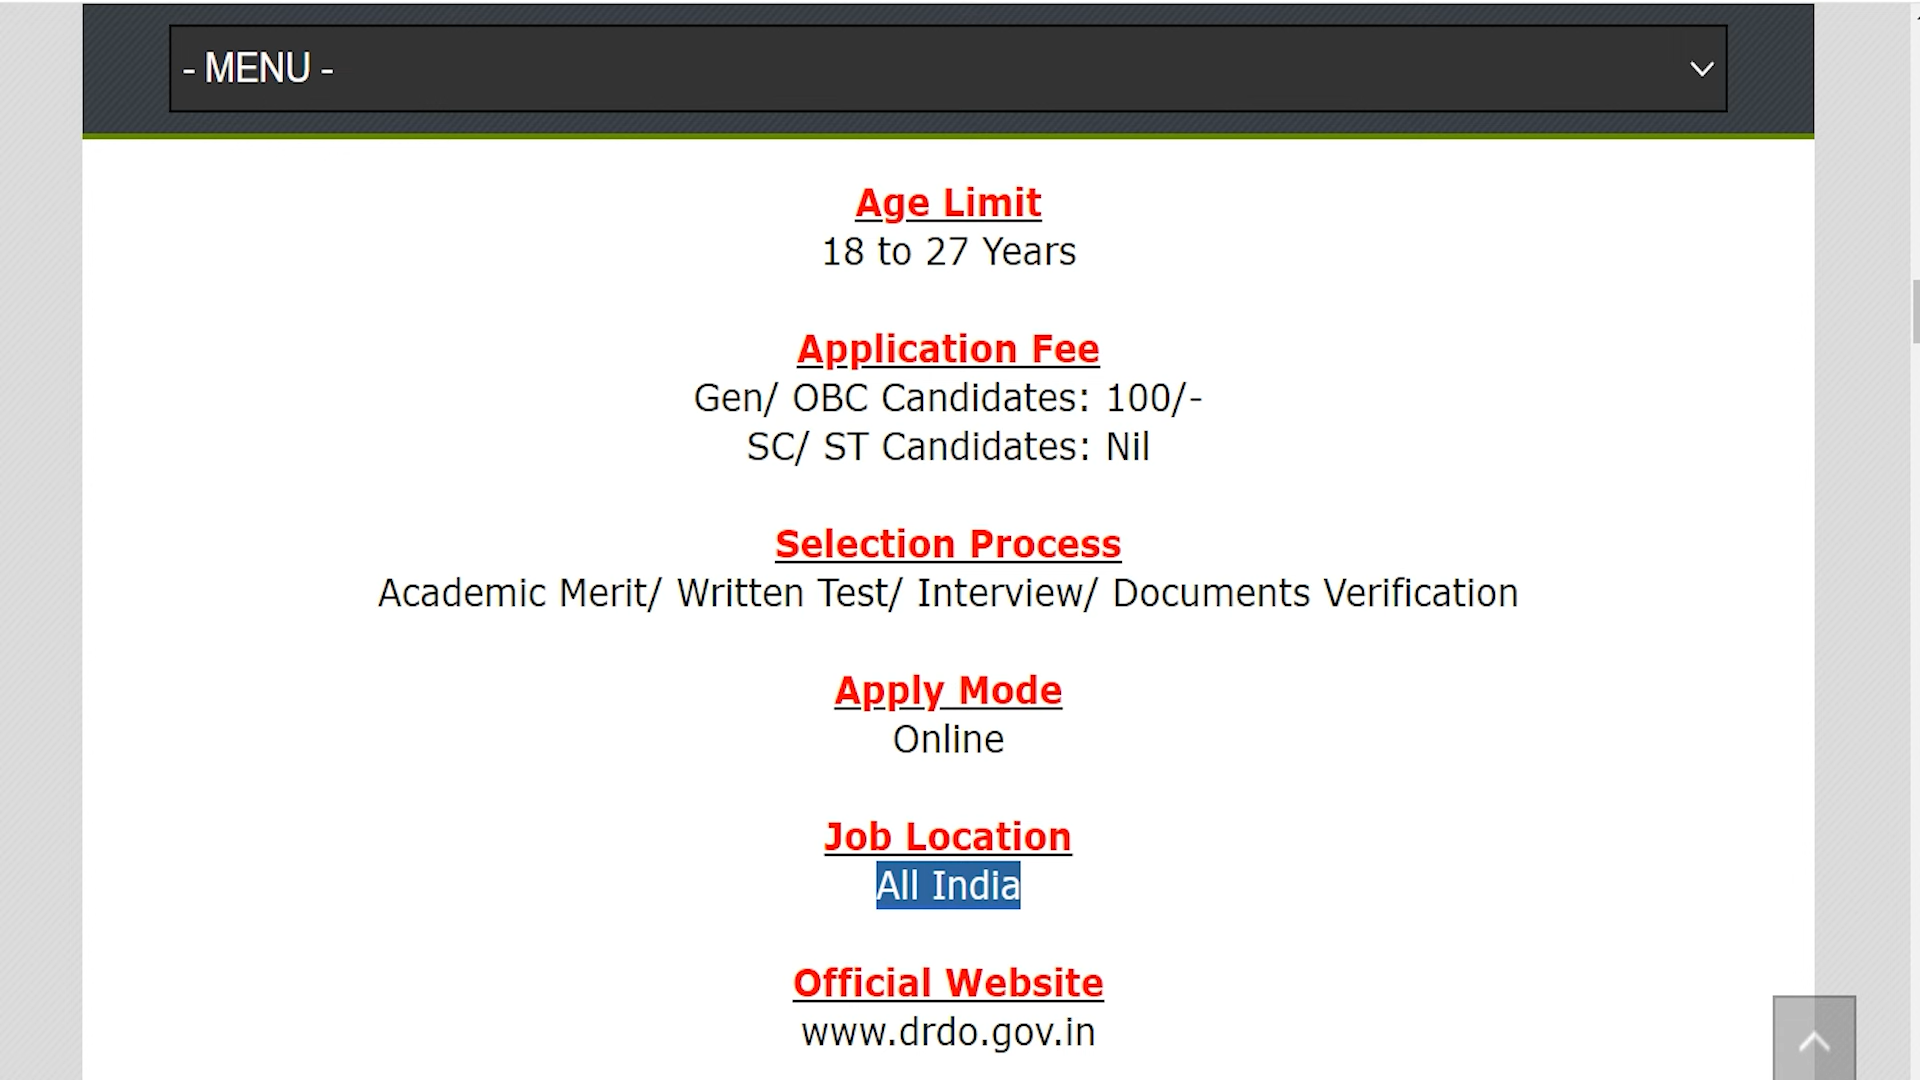 - MENU -
Age Limit
18 to 27 Years
Application Fee
Gen/ OBC Candidates: 100/-
SC/ ST Candidates: Nil
Selection Process
Academic Merit/ Written Test/ Interview/ Documents Verification
Apply Mode
Online
Job Location
All India
Official Website
www.drdo.gov.in